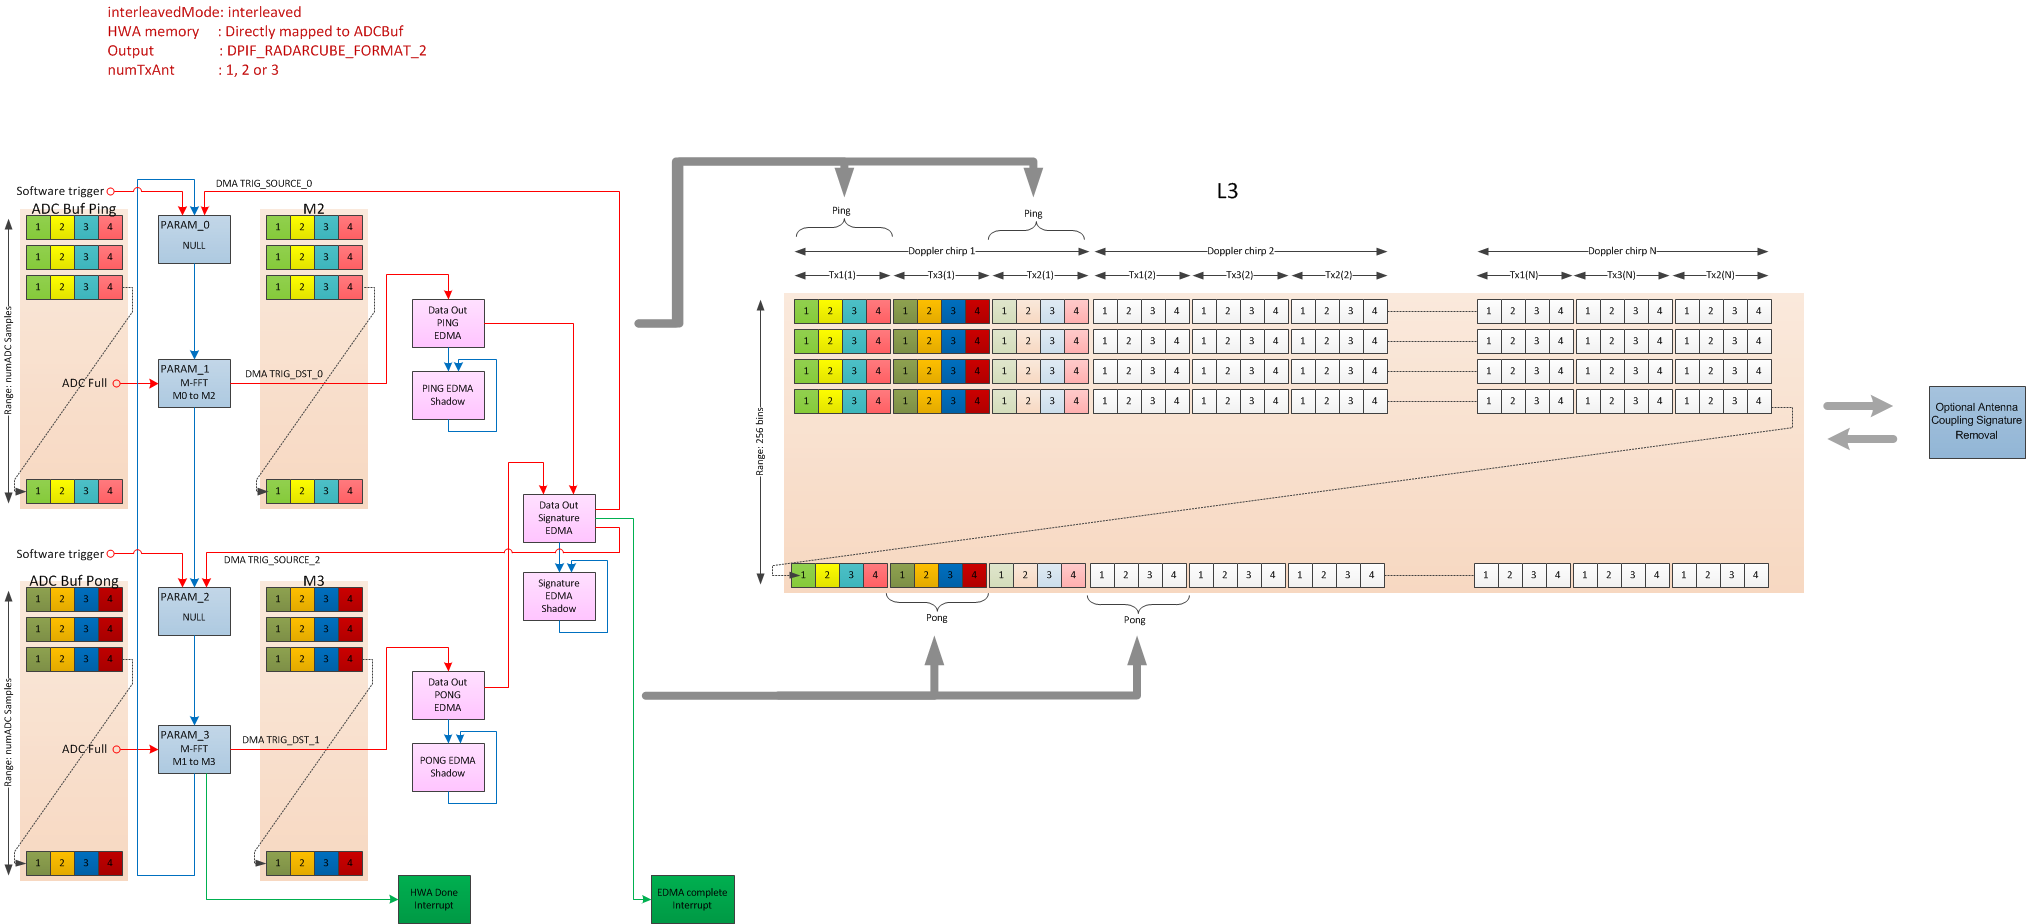 interleavedMode: interleaved
HWA memory : Directly mapped to ADCBuf
Output : DPIF_RADARCUBE_FORMAT_2
numTxAnt : 1, 2 or 3
Software trigger
DMA TRIG_SOURCE_0
ADC Buf Ping
PARAM_0
NULL
M2
1 2 3 4
1 2 3 4
1 2 3 4
1 2 3 4
1 2 3 4
1 2 3 4
1 2 3 4
1 2 3 4
Range: numADC Samples
ADC Full
PARAM_1
M-FFT
M0 to M2
DMA TRIG_DST_0
Data Out
PING
EDMA
PING EDMA
Shadow
Data Out
Signature
EDMA
Signature
EDMA
Shadow
Software trigger
DMA TRIG_SOURCE_2
ADC Buf Pong
PARAM_2
NULL
M3
1 2 3 4
1 2 3 4
1 2 3 4
1 2 3 4
1 2 3 4
1 2 3 4
1 2 3 4
1 2 3 4
Range: numADC Samples
ADC Full
PARAM_3
M-FFT
M1 to M3
DMA TRIG_DST_1
Data Out
PONG
EDMA
PONG EDMA
Shadow
HWA Done
Interrupt
EDMA complete
Interrupt
L3
Ping
Ping
Doppler chirp 1
Doppler chirp 2
Doppler chirp N
Tx1(1) Tx3(1) Tx2(1) Tx1(2) Tx3(2) Tx2(2) Tx1(N) Tx3(N) Tx2(N)
Range: 256 bins
1 2 3 4 1 2 3 4 1 2 3 4 1 2 3 4 1 2 3 4 1 2 3 4 1 2 3 4 1 2 3 4 1 2 3 4
1 2 3 4 1 2 3 4 1 2 3 4 1 2 3 4 1 2 3 4 1 2 3 4 1 2 3 4 1 2 3 4 1 2 3 4
1 2 3 4 1 2 3 4 1 2 3 4 1 2 3 4 1 2 3 4 1 2 3 4 1 2 3 4 1 2 3 4 1 2 3 4
1 2 3 4 1 2 3 4 1 2 3 4 1 2 3 4 1 2 3 4 1 2 3 4 1 2 3 4 1 2 3 4 1 2 3 4
1 2 3 4 1 2 3 4 1 2 3 4 1 2 3 4 1 2 3 4 1 2 3 4 1 2 3 4 1 2 3 4 1 2 3 4
Pong
Pong
Optional Antenna
Coupling Signature
Removal